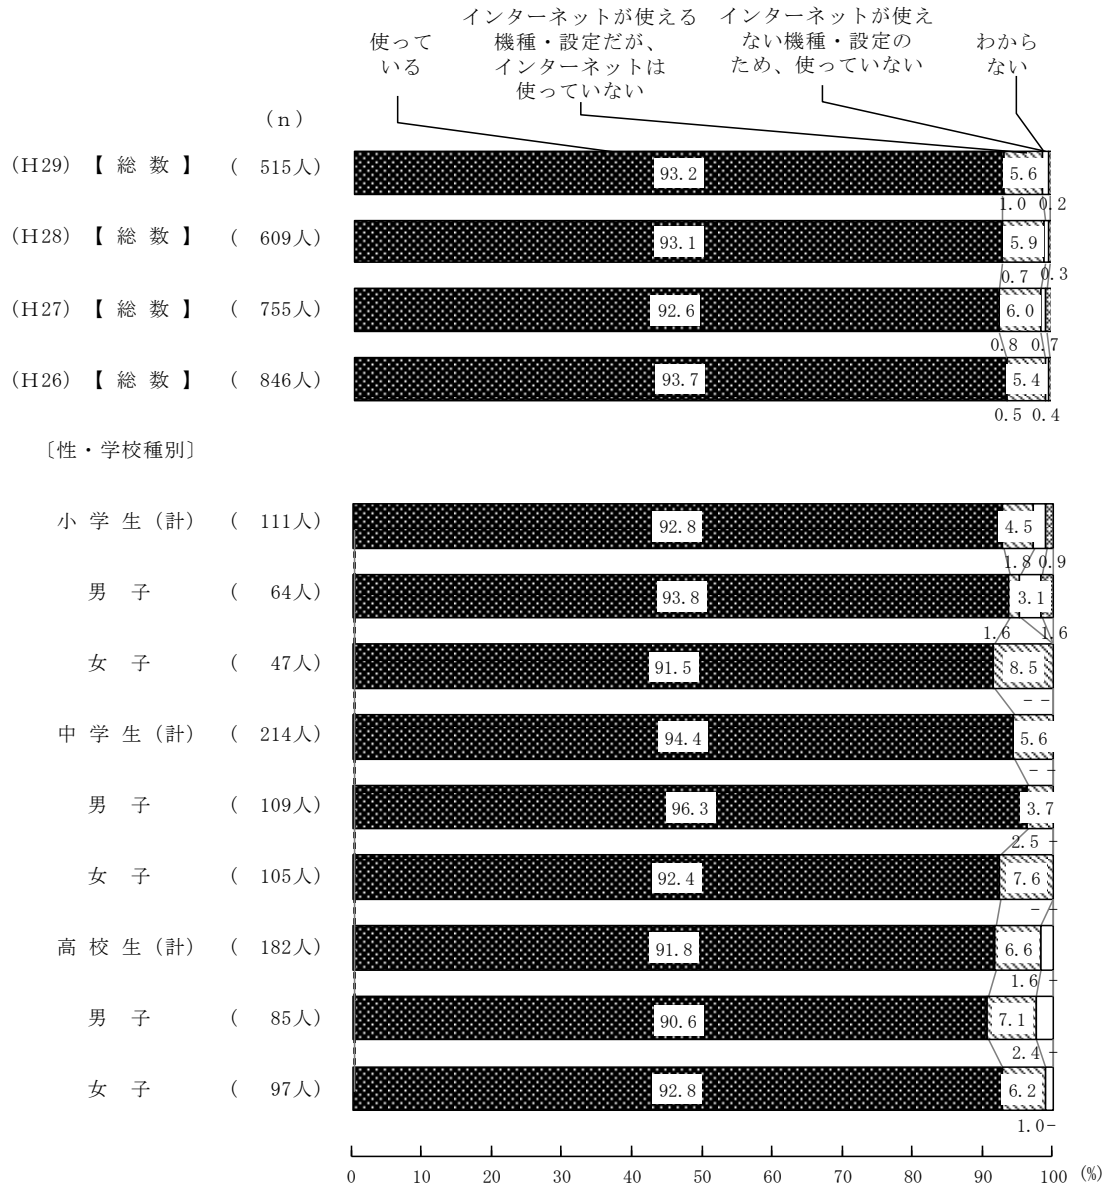 使って
いる
インターネットが使える
機種・設定だが、
インターネットは
使っていない
インターネットが使え
ない機種・設定の
ため、使っていない
わから
ない
(n)
(H29)【 総 数 】 ( 515人) 93.2 5.6
1.0 0.2
(H28)【 総 数 】 ( 609人) 93.1 5.9
0.7 0.3
(H27)【 総 数 】 ( 755人) 92.6 6.0
0.8 0.7
(H26)【 総 数 】 ( 846人) 93.7 5.4
0.5 0.4
〔性・学校種別〕
小 学 生 (計) ( 111人) 92.8 4.5
1.8 0.9
男 子 ( 64人) 93.8 3.1
1.6 1.6
女 子 ( 47人) 91.5 8.5
- -
中 学 生 (計) ( 214人) 94.4 5.6
- -
男 子 ( 109人) 96.3 3.7
2.5 -
女 子 ( 105人) 92.4 7.6
- -
高 校 生 (計) ( 182人) 91.8 6.6
1.6 -
男 子 ( 85人) 90.6 7.1
2.4 -
女 子 ( 97人) 92.8 6.2
1.0 -
0 10 20 30 40 50 60 70 80 90 100 (%)